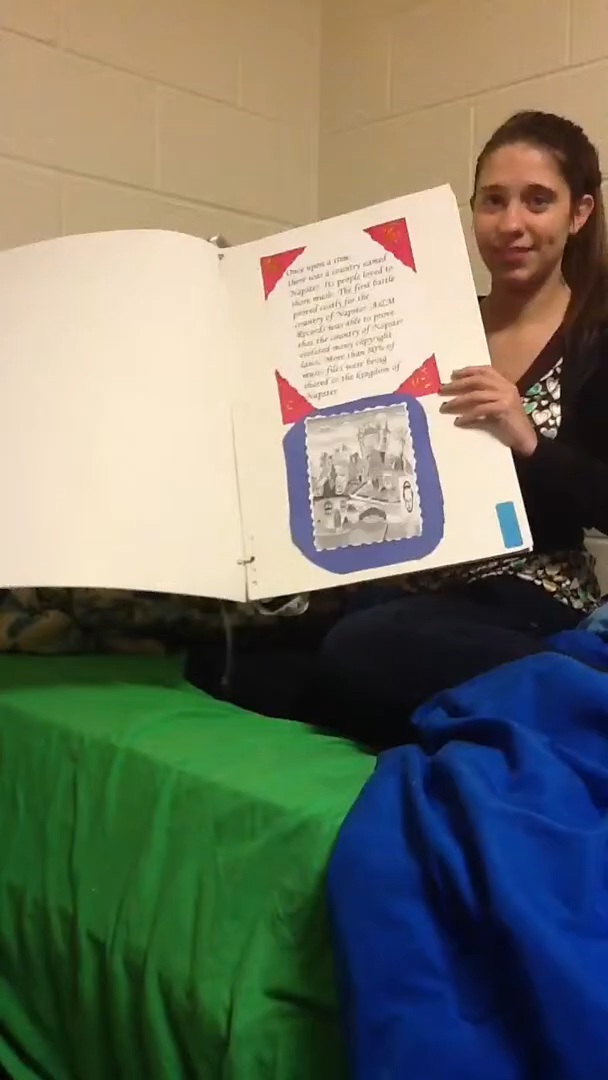 Once upon a time,
there was a country named
Napster. Its people loved to
share music. The first battle
proved costly for the
country of Napster. A&M
Records was able to prove
that the country of Napster
violated many copyright
laws. More than 80% of
music files were being
shared in the kingdom of
Napster.